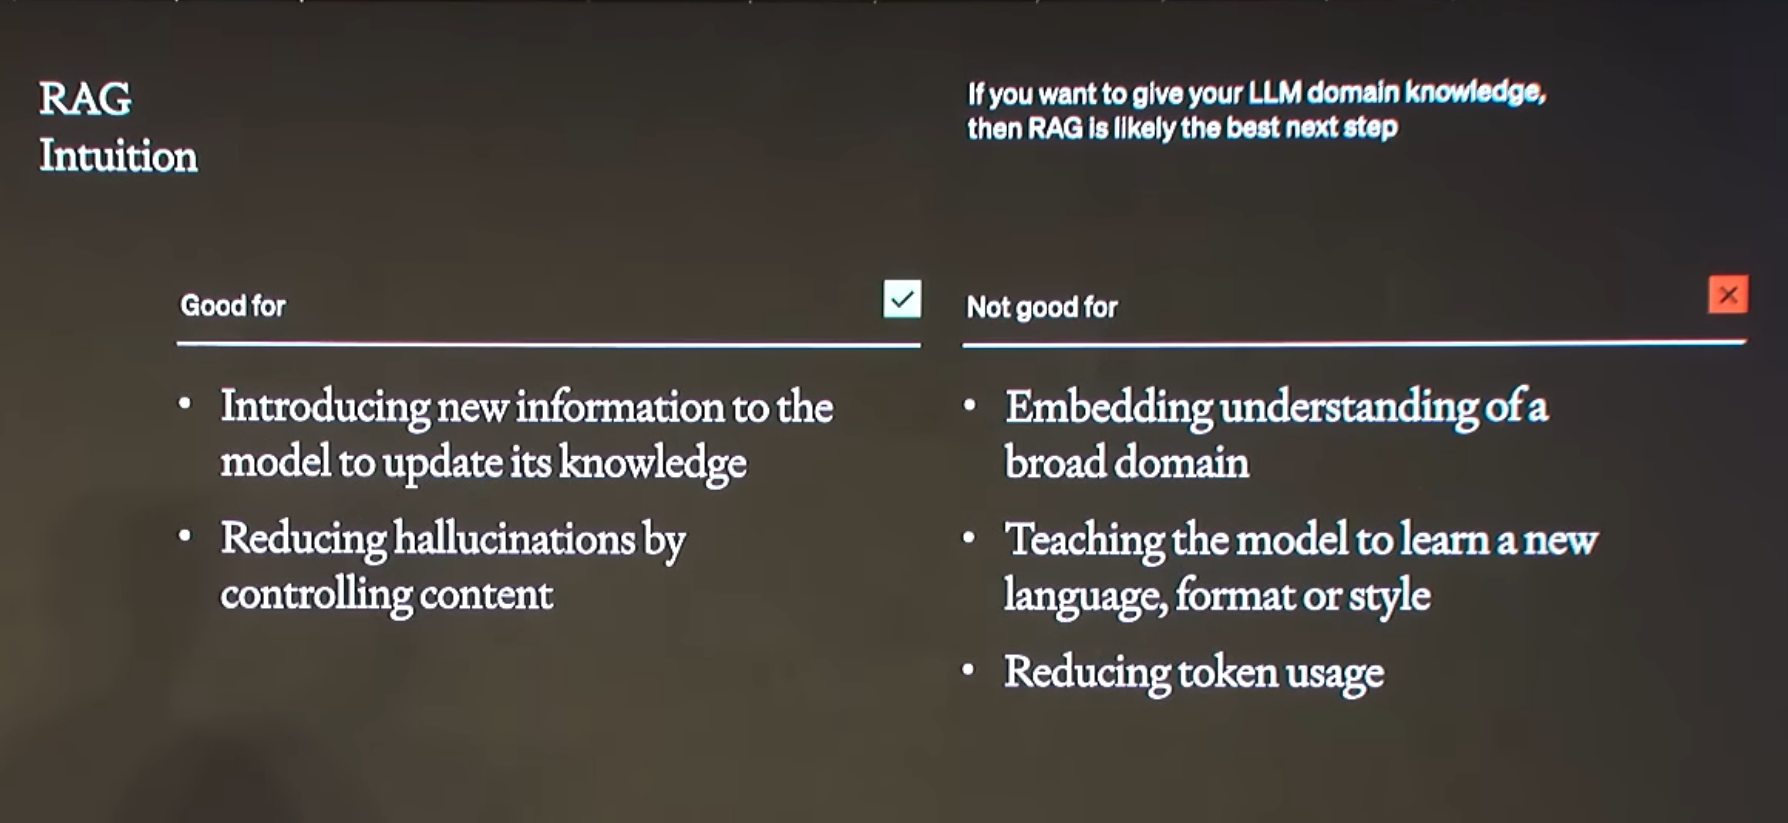 RAG
Intuition
If you want to give your LLM domain knowledge,
then RAG is likely the best next step
Good for
Not good for
• Introducing new information to the
model to update its knowledge
• Reducing hallucinations by
controlling content
• Embedding understanding of a
broad domain
• Teaching the model to learn a new
language, format or style
• Reducing token usage